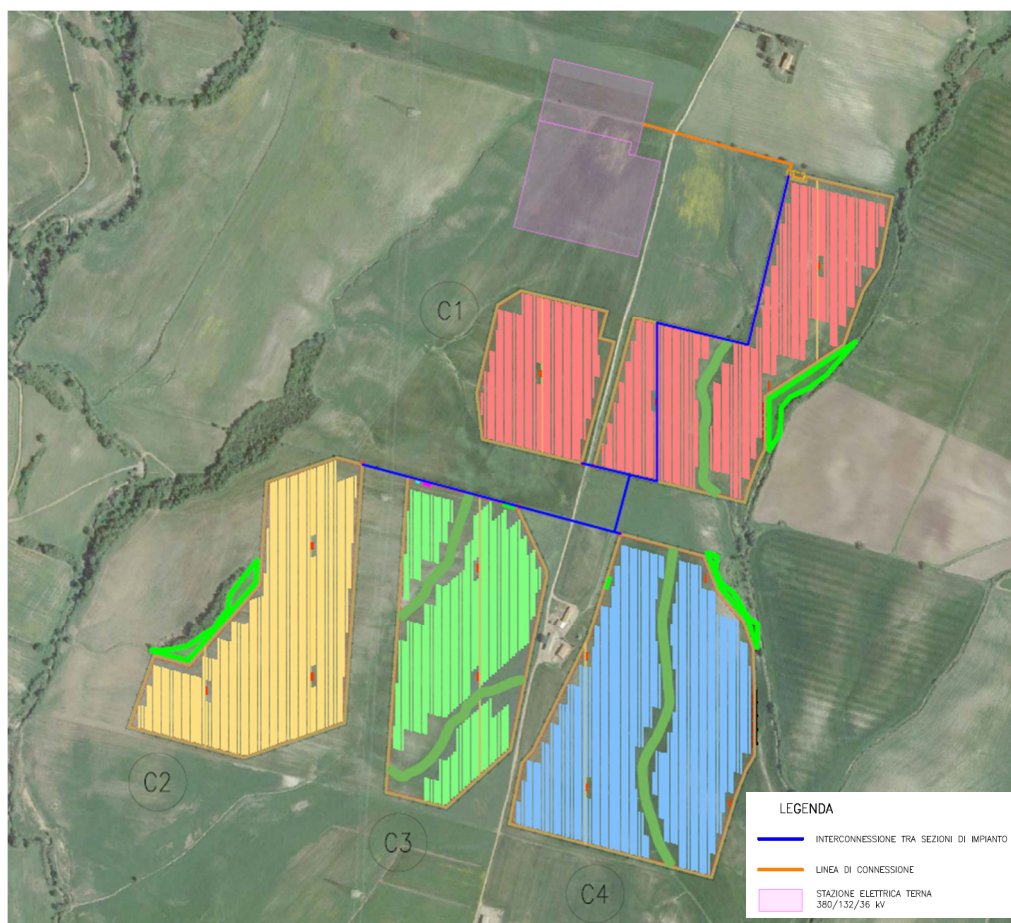 C1
C2
C3
C4
LEGENDA
INTERCONNESSIONE TRA SEZIONI DI IMPIANTO
LINEA DI CONNESSIONE
STAZIONE ELETTRICA TERNA
380/132/36 kV